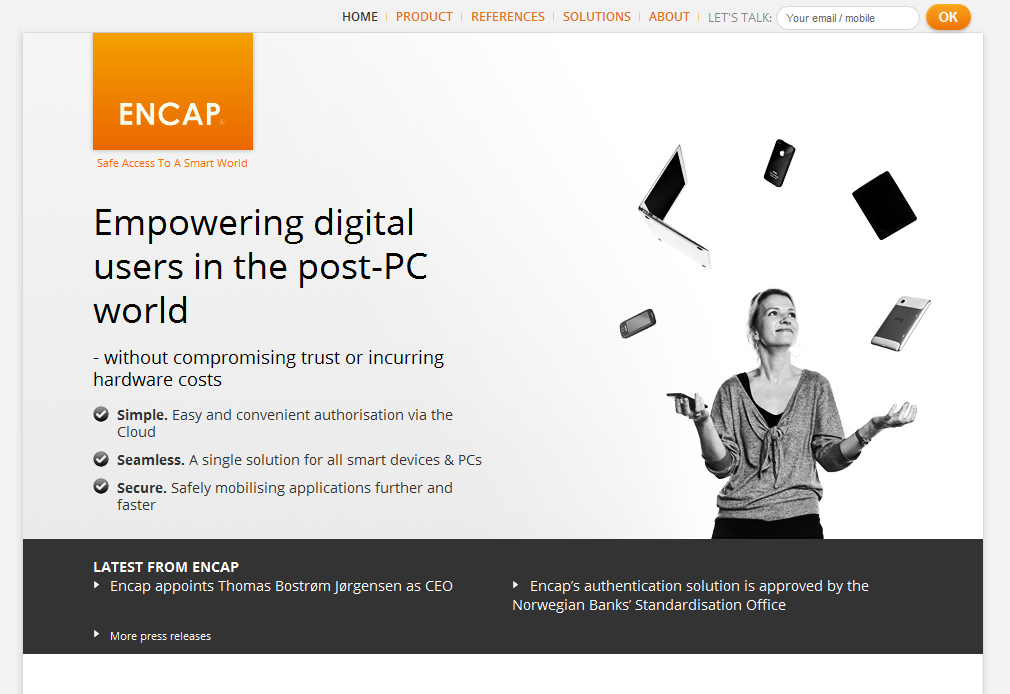 HOME PRODUCT REFERENCES SOLUTIONS ABOUT LET'S TALK: Your email / mobile OK
ENCAP
Safe Access To A Smart World
Empowering digital
users in the post-PC
world
- without compromising trust or incurring
hardware costs
Simple. Easy and convenient authorisation via the
Cloud
Seamless. A single solution for all smart devices & PCs
Secure. Safely mobilising applications further and
faster
LATEST FROM ENCAP
Encap appoints Thomas Bostrøm Jørgensen as CEO
Encap’s authentication solution is approved by the
Norwegian Banks’ Standardisation Office
More press releases